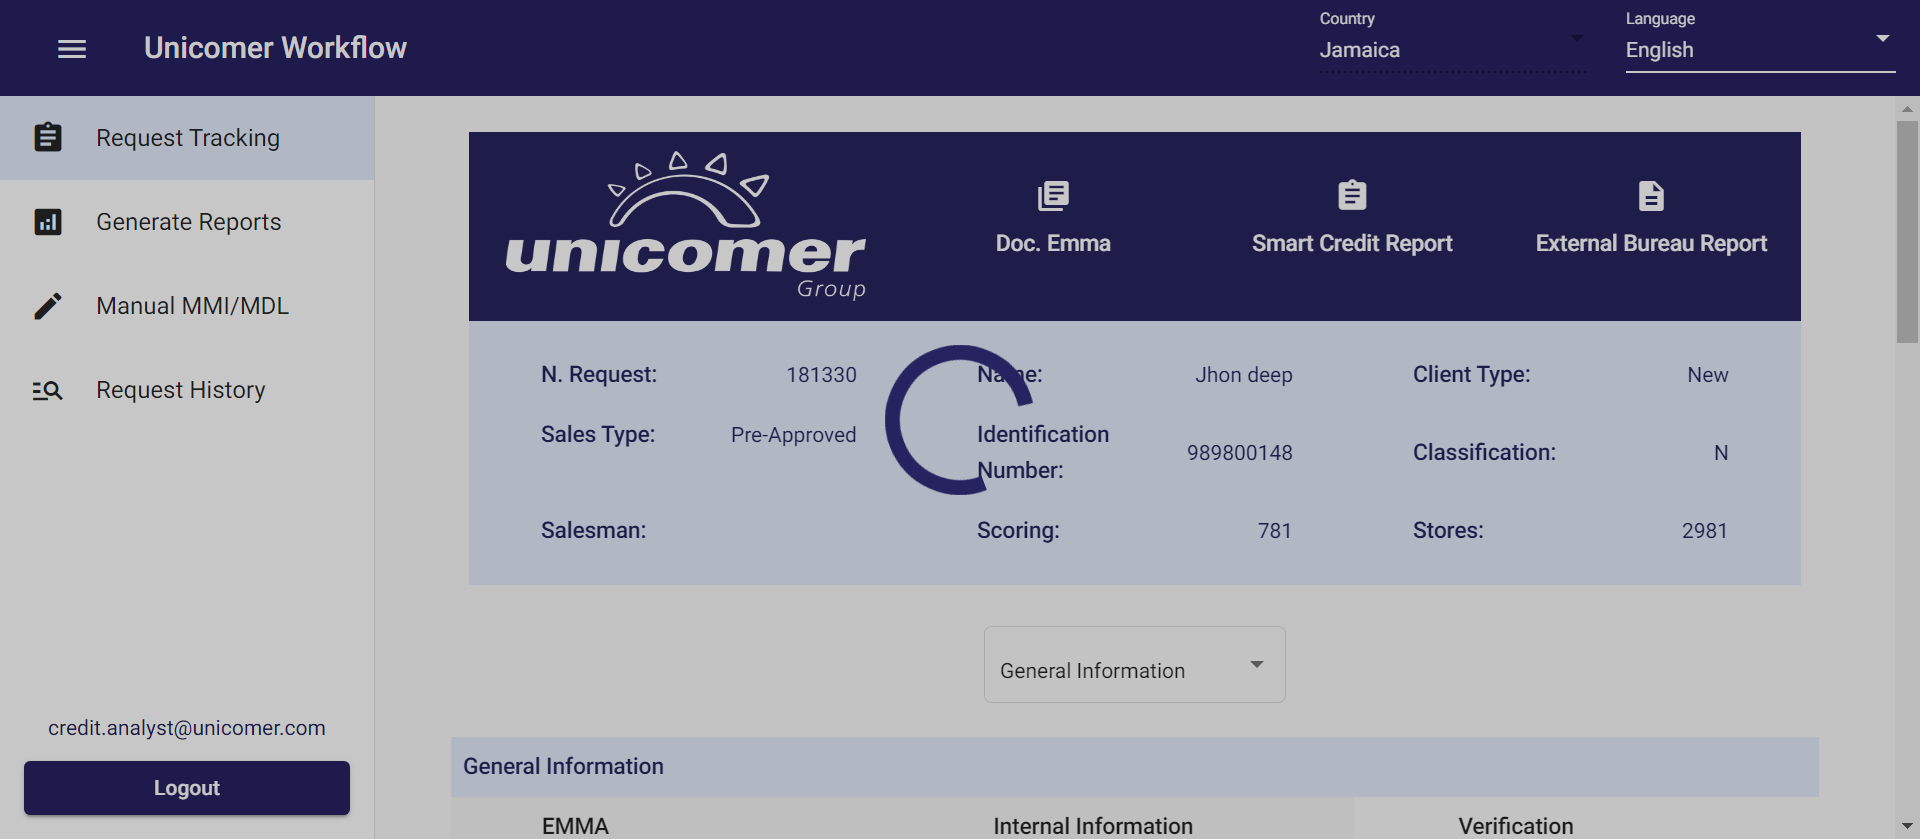 Unicomer Workflow
Country
Jamaica
Language
English
Request Tracking
Generate Reports
Manual MMI/MDL
Request History
credit.analyst@unicomer.com
Logout
unicomer
Group
Doc. Emma
Smart Credit Report
External Bureau Report
N. Request: 181330
Name: Jhon deep
Client Type: New
Sales Type: Pre-Approved
Identification
Number: 989800148
Classification: N
Salesman:
Scoring: 781
Stores: 2981
General Information
General Information
EMMA
Internal Information
Verification